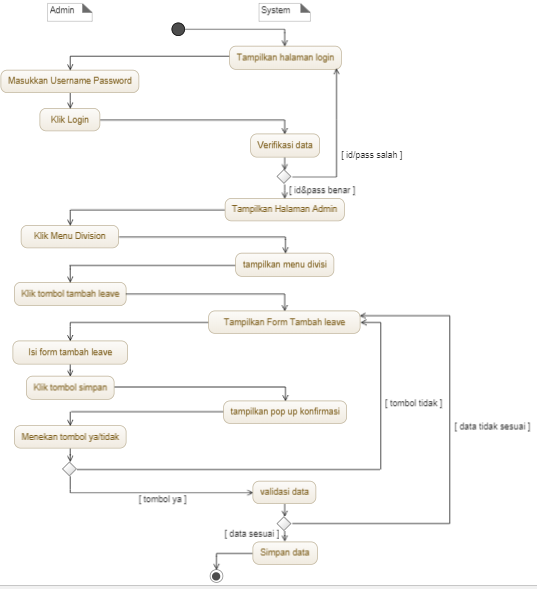 Admin
System
Tampilkan halaman login
Masukkan Username Password
Klik Login
Verifikasi data
[ id/pass salah ]
[ id&pass benar ]
Tampilkan Halaman Admin
Klik Menu Division
tampilkan menu divisi
Klik tombol tambah leave
Tampilkan Form Tambah leave
Isi form tambah leave
Klik tombol simpan
[ tombol tidak ]
tampilkan pop up konfirmasi
[ data tidak sesuai ]
Menekan tombol ya/tidak
validasi data
[ tombol ya ]
[ data sesuai ]
Simpan data